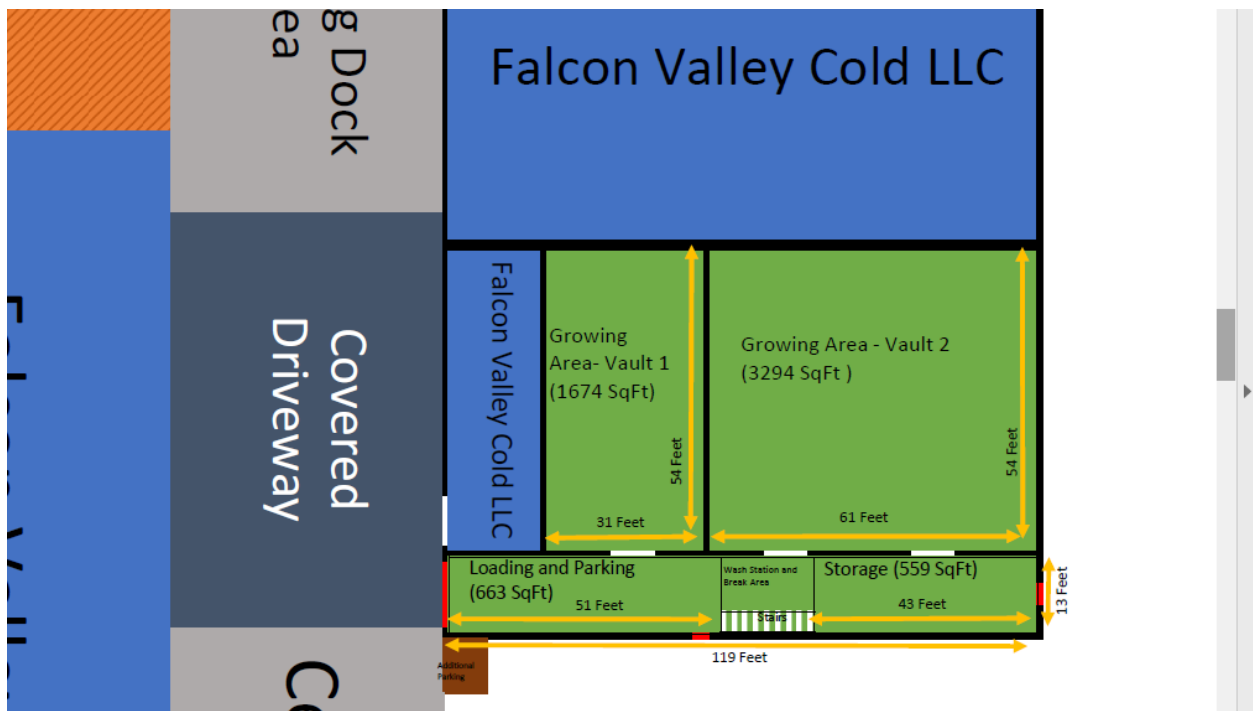 g Dock
ea
Falcon Valley Cold LLC
Covered
Driveway
Falcon Valley Cold LLC
Growing
Area- Vault 1
(1674 SqFt)
54 Feet
31 Feet
Growing Area - Vault 2
(3294 SqFt )
54 Feet
61 Feet
Loading and Parking
(663 SqFt)
51 Feet
Wash Station and
Break Area
Stairs
Storage (559 SqFt)
43 Feet
13 Feet
119 Feet
Additional
Parking